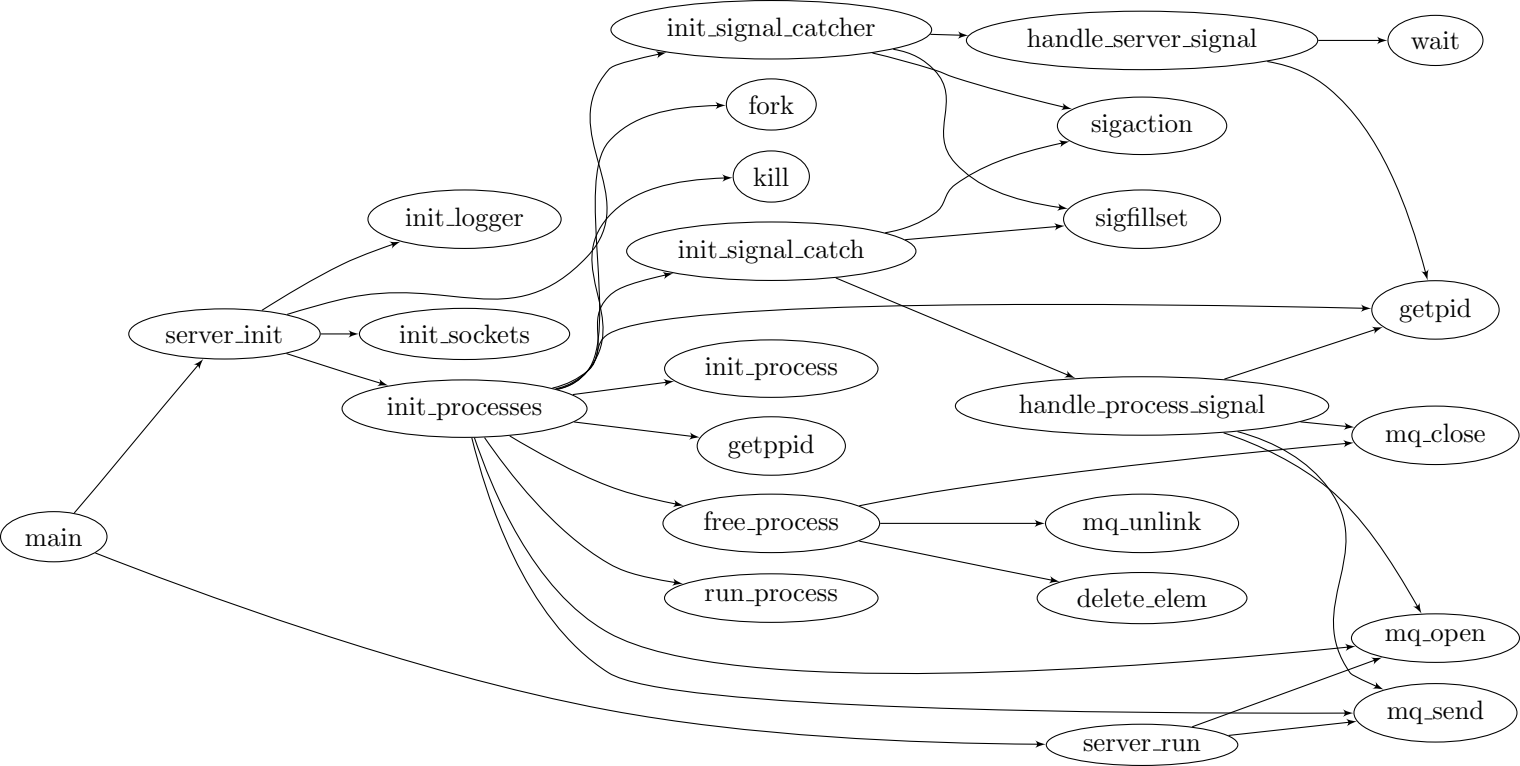 init_signal_catcher
handle_server_signal
wait
fork
sigaction
kill
init_logger
sigfillset
init_signal_catch
getpid
server_init
init_sockets
init_process
init_processes
handle_process_signal
getppid
mq_close
main
free_process
mq_unlink
run_process
delete_elem
mq_open
mq_send
server_run